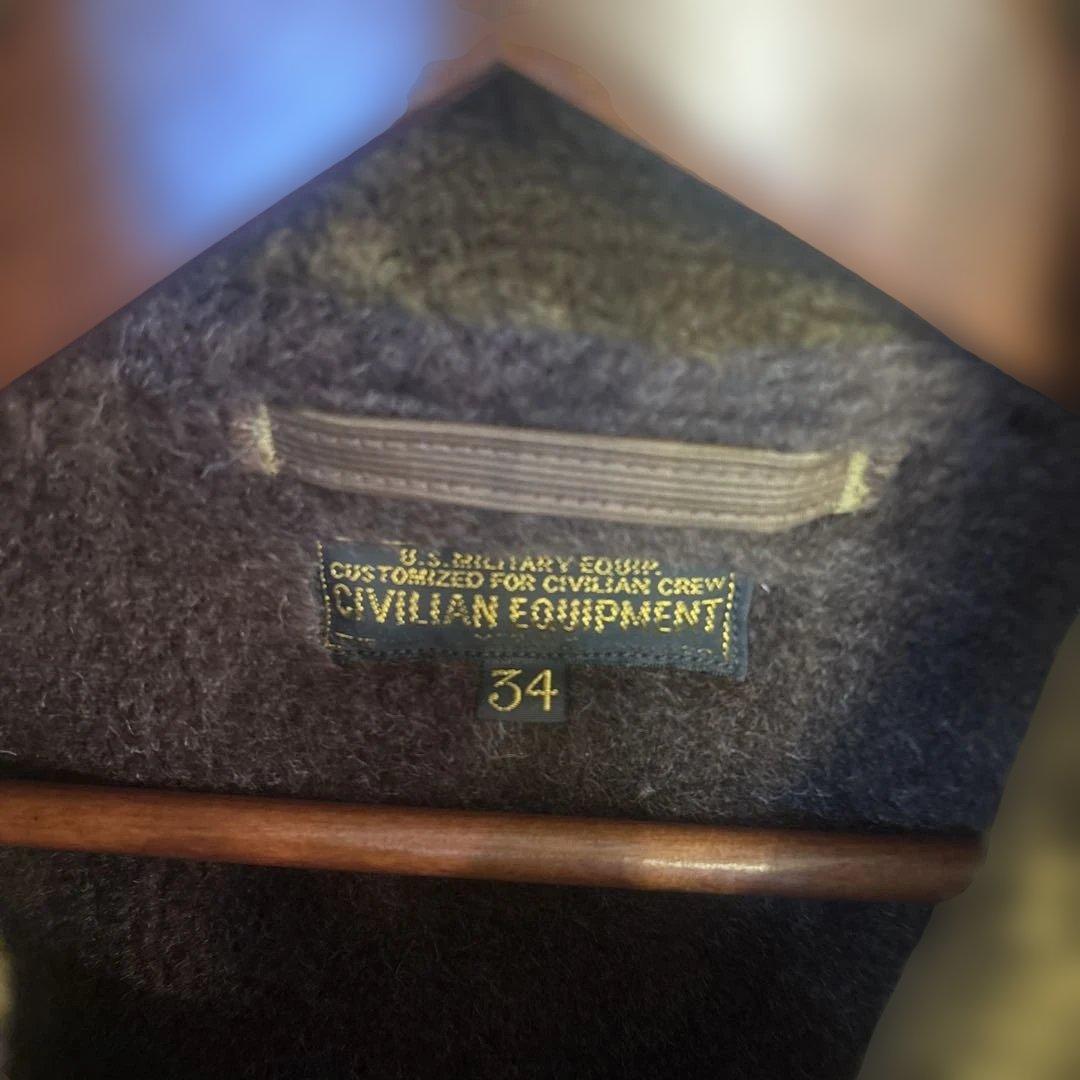 U.S. MILITARY EQUIP.
CUSTOMIZED FOR CIVILIAN CREW
CIVILIAN EQUIPMENT
34